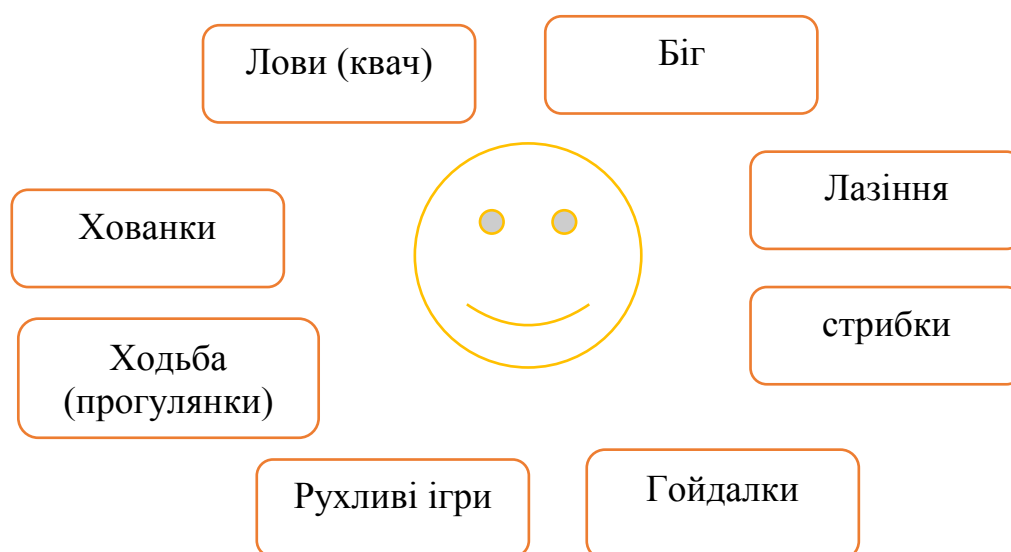 Лови (квач)
Біг
Лазіння
Хованки
стрибки
Ходьба
(прогулянки)
Рухливі ігри
Гойдалки